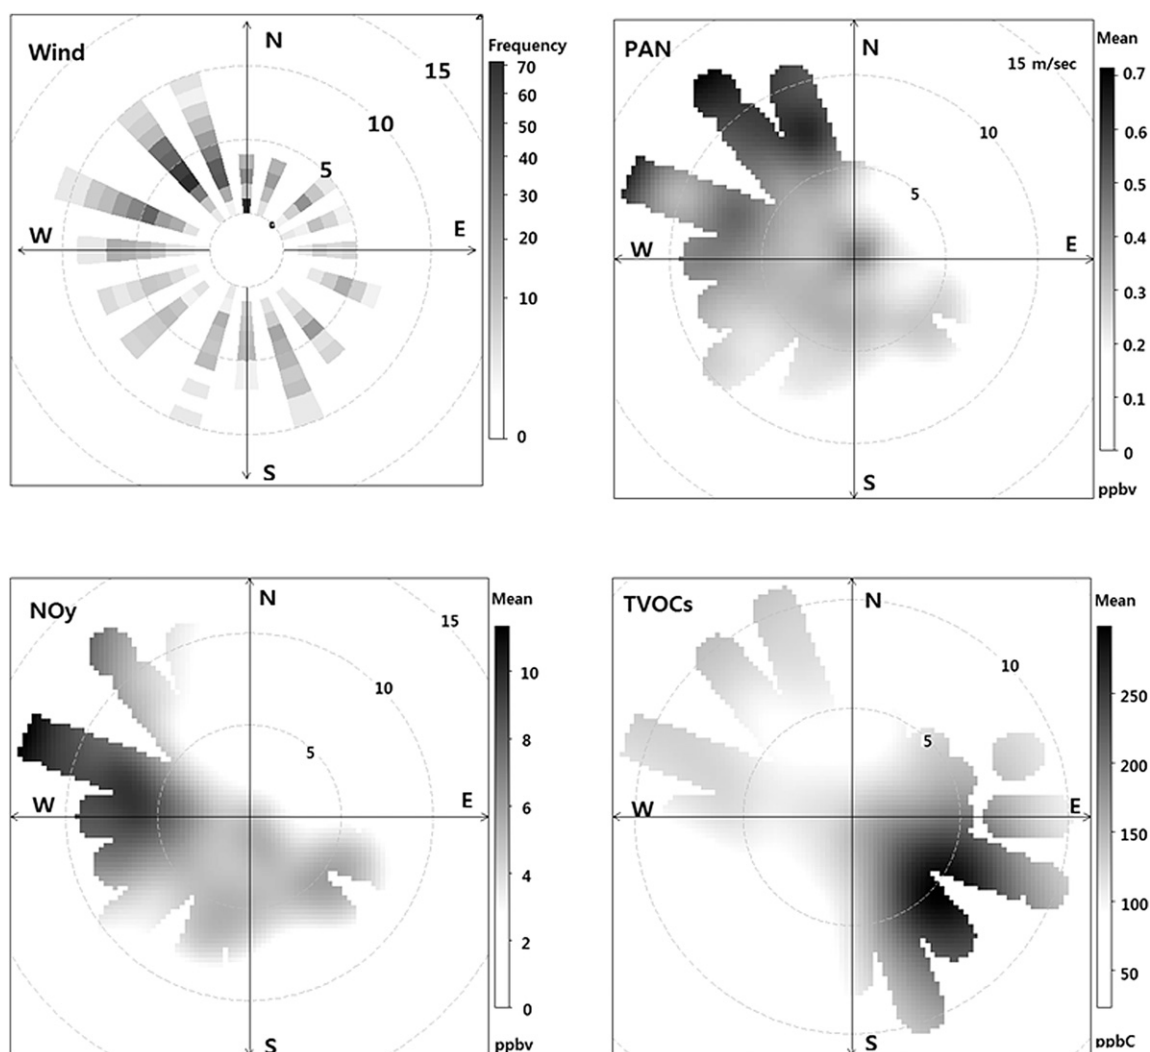 Wind
N
Frequency
15
10
5
W
E
S
70
60
50
40
30
20
10
0
PAN
N
15 m/sec
10
5
W
E
S
Mean
0.7
0.6
0.5
0.4
0.3
0.2
0.1
0
ppbv
NOy
N
15
10
5
W
E
S
Mean
10
8
6
4
2
0
ppbv
TVOCs
N
10
5
W
E
S
Mean
250
200
150
100
50
ppbC